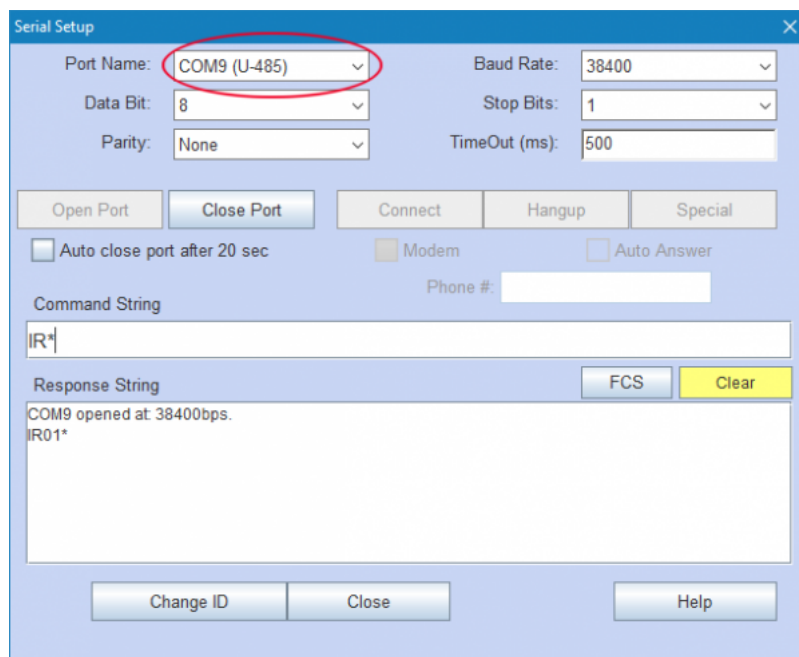 Serial Setup
Port Name: COM9 (U-485) Baud Rate: 38400
Data Bit: 8 Stop Bits: 1
Parity: None TimeOut (ms): 500
Open Port Close Port Connect Hangup Special
Auto close port after 20 sec Modem Auto Answer
Phone #:
Command String
IR*
Response String FCS Clear
COM9 opened at: 38400bps.
IR01*
Change ID Close Help